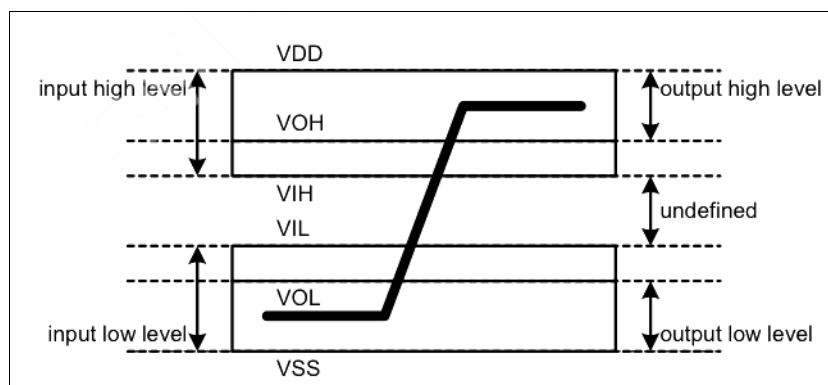 VDD
input high level
output high level
VOH
VIH
undefined
VIL
VOL
input low level
output low level
VSS